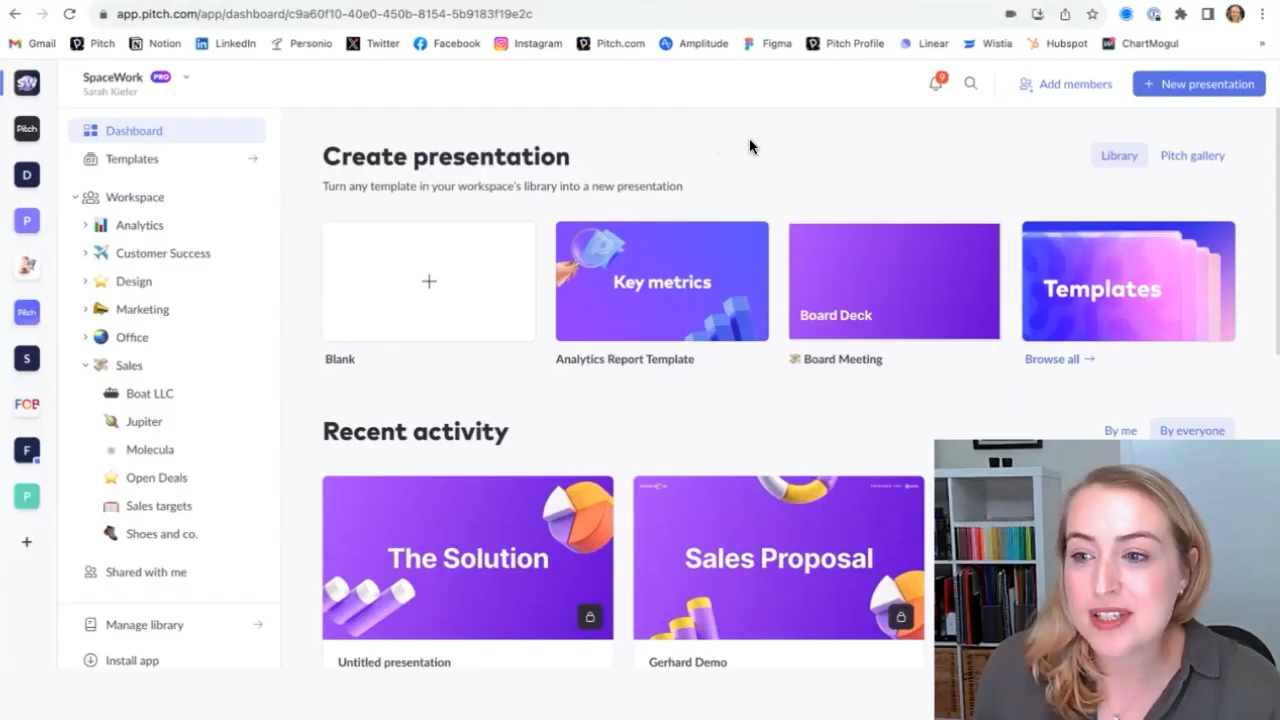 app.pitch.com/app/dashboard/c9a60f10-40e0-450b-8154-5b9183f19e2c
Gmail Pitch Notion LinkedIn Personio Twitter Facebook Instagram Pitch.com Amplitude Figma Pitch Profile Linear Wistia Hubspot ChartMogul »
SW
Pitch
D
P
Pitch
S
FCB
F
P
+
SpaceWork PRO
Sarah Kiefer
9
Add members
+ New presentation
Dashboard
Templates
Workspace
Analytics
Customer Success
Design
Marketing
Office
Sales
Boat LLC
Jupiter
Molecula
Open Deals
Sales targets
Shoes and co.
Shared with me
Manage library
Install app
Create presentation
Library
Pitch gallery
Turn any template in your workspace's library into a new presentation
+
Key metrics
Board Deck
Templates
Blank
Analytics Report Template
Board Meeting
Browse all →
Recent activity
By me
By everyone
The Solution
Sales Proposal
Untitled presentation
Gerhard Demo